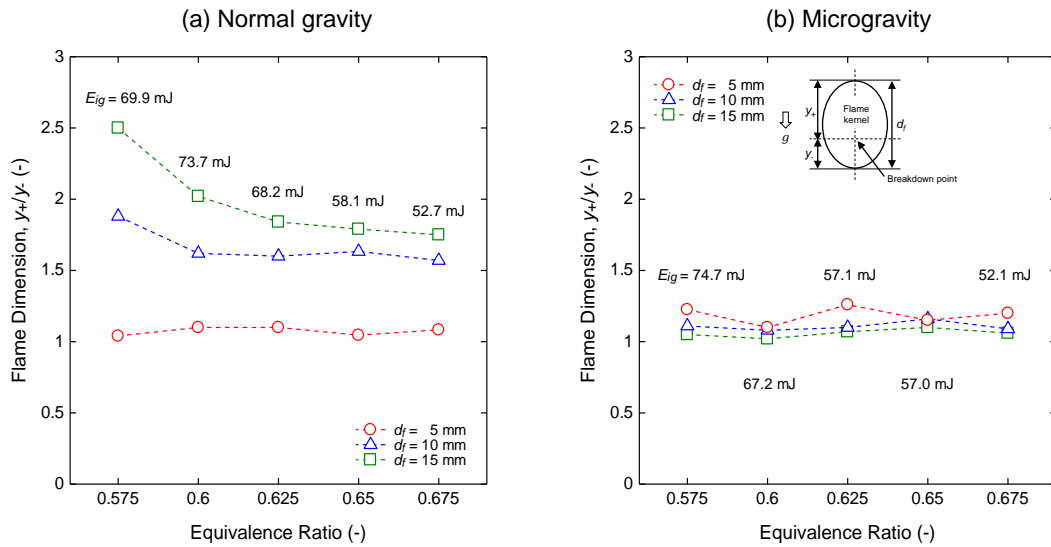 (a) Normal gravity
3
2.5
2
1.5
1
0.5
0
Flame Dimension, y+/y- (-)
Eig = 69.9 mJ
73.7 mJ
68.2 mJ
58.1 mJ
52.7 mJ
df = 5 mm
df = 10 mm
df = 15 mm
0.575 0.6 0.625 0.65 0.675
Equivalence Ratio (-)
(b) Microgravity
3
2.5
2
1.5
1
0.5
0
Flame Dimension, y+/y- (-)
df = 5 mm
df = 10 mm
df = 15 mm
g
y+
y-
Flame
kernel
df
Breakdown point
Eig = 74.7 mJ
57.1 mJ
52.1 mJ
67.2 mJ
57.0 mJ
0.575 0.6 0.625 0.65 0.675
Equivalence Ratio (-)